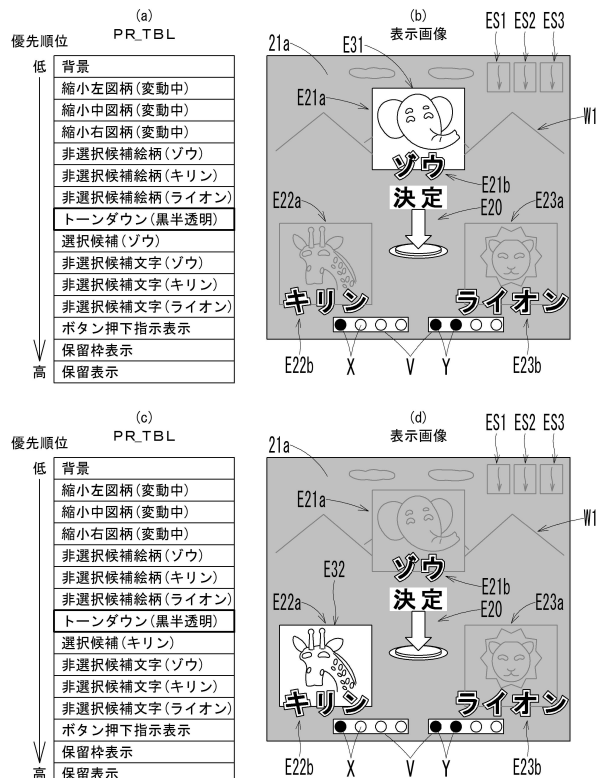 (a)
優先順位 PR_TBL
低 背景
縮小左図柄(変動中)
縮小中図柄(変動中)
縮小右図柄(変動中)
非選択候補絵柄(ゾウ)
非選択候補絵柄(キリン)
非選択候補絵柄(ライオン)
トーンダウン(黒半透明)
選択候補(ゾウ)
非選択候補文字(ゾウ)
非選択候補文字(キリン)
非選択候補文字(ライオン)
ボタン押下指示表示
保留枠表示
高 保留表示
(b)
表示画像
ES1 ES2 ES3
21a E31
E21a
W1
ゾウ
E21b
決定
E20
E22a E23a
キリン ライオン
E22b X V Y E23b
(c)
優先順位 PR_TBL
低 背景
縮小左図柄(変動中)
縮小中図柄(変動中)
縮小右図柄(変動中)
非選択候補絵柄(ゾウ)
非選択候補絵柄(キリン)
非選択候補絵柄(ライオン)
トーンダウン(黒半透明)
選択候補(キリン)
非選択候補文字(ゾウ)
非選択候補文字(キリン)
非選択候補文字(ライオン)
ボタン押下指示表示
保留枠表示
高 保留表示
(d)
表示画像
ES1 ES2 ES3
21a
E21a
W1
ゾウ
E21b
決定
E20
E22a E32 E23a
キリン ライオン
E22b X V Y E23b